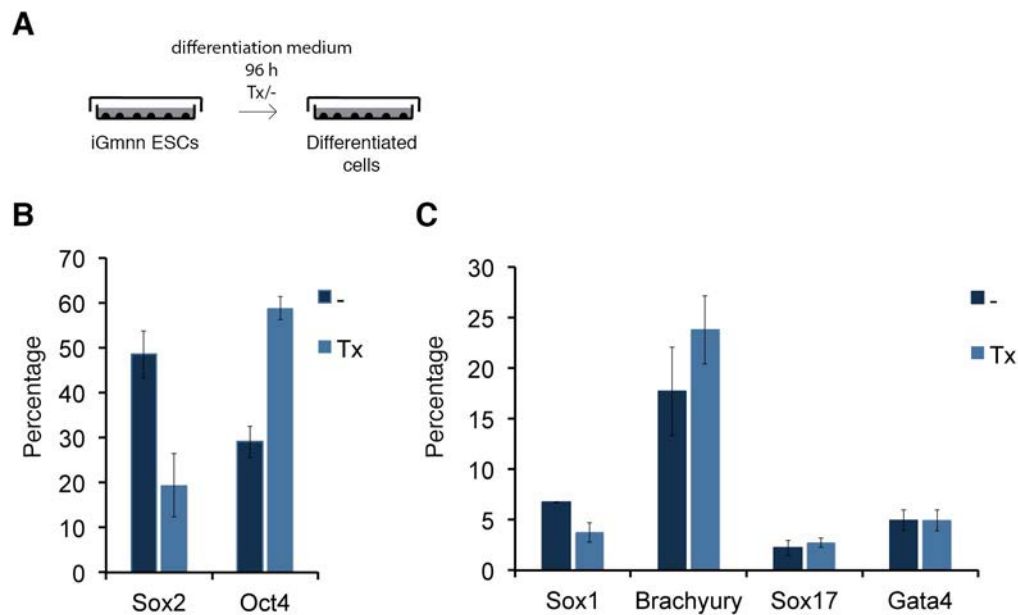 A
differentiation medium
96 h
Tx/-
iGmnn ESCs
Differentiated
cells
B
Percentage
70
60
50
40
30
20
10
0
Sox2 Oct4
-
Tx
C
Percentage
30
25
20
15
10
5
0
Sox1 Brachyury Sox17 Gata4
-
Tx